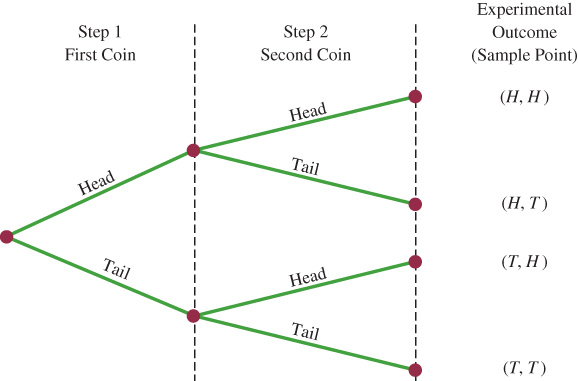 Step 1
First Coin
Step 2
Second Coin
Experimental
Outcome
(Sample Point)
Head
Tail
Head
Tail
Head
Tail
(H, H)
(H, T)
(T, H)
(T, T)